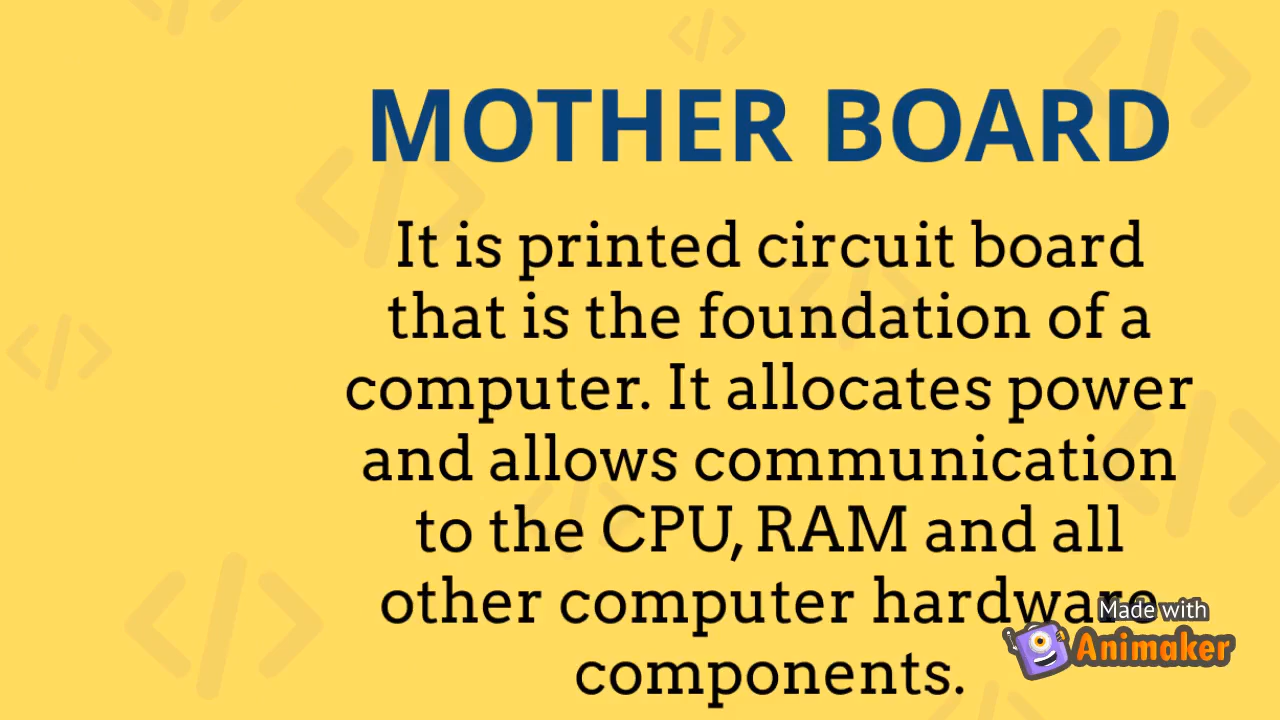 MOTHER BOARD
It is printed circuit board
that is the foundation of a
computer. It allocates power
and allows communication
to the CPU, RAM and all
other computer hardware
components.
Made with
Animaker